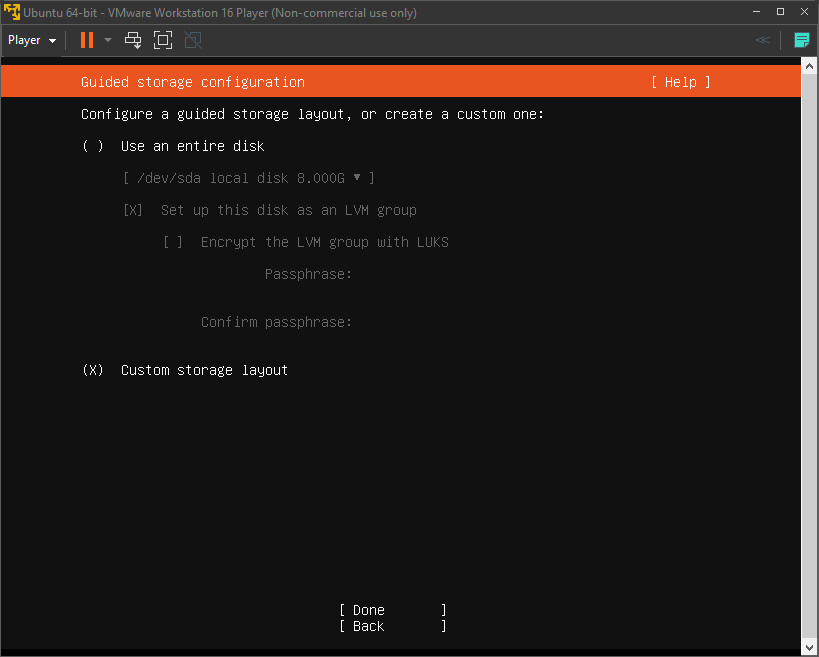 Ubuntu 64-bit - VMware Workstation 16 Player (Non-commercial use only)
Player
Guided storage configuration [ Help ]
Configure a guided storage layout, or create a custom one:
( ) Use an entire disk
[ /dev/sda local disk 8.000G ▾ ]
[X] Set up this disk as an LVM group
[ ] Encrypt the LVM group with LUKS
Passphrase:
Confirm passphrase:
(X) Custom storage layout
[ Done ]
[ Back ]